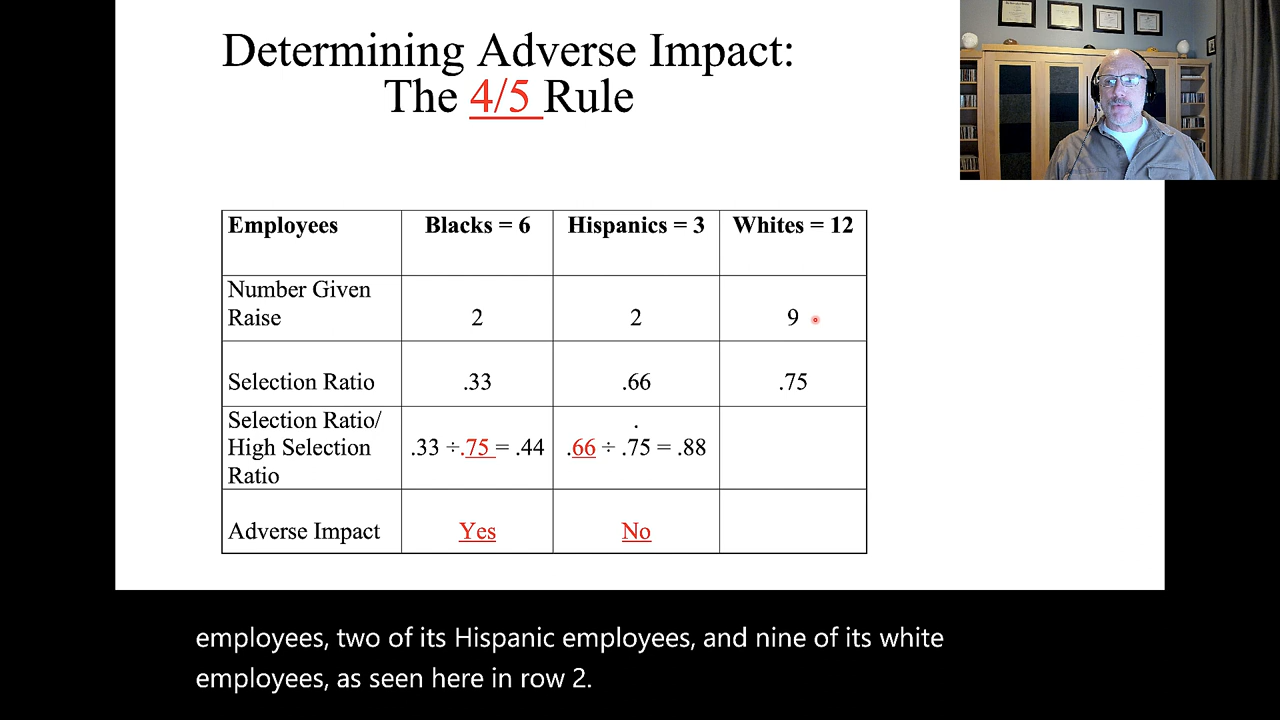 Determining Adverse Impact:
The 4/5 Rule
Employees
Blacks = 6
Hispanics = 3
Whites = 12
Number Given
Raise
2
2
9
Selection Ratio
.33
.66
.75
Selection Ratio/
High Selection
Ratio
.33 ÷.75 = .44
.
.66 ÷ .75 = .88
Adverse Impact
Yes
No
employees, two of its Hispanic employees, and nine of its white
employees, as seen here in row 2.